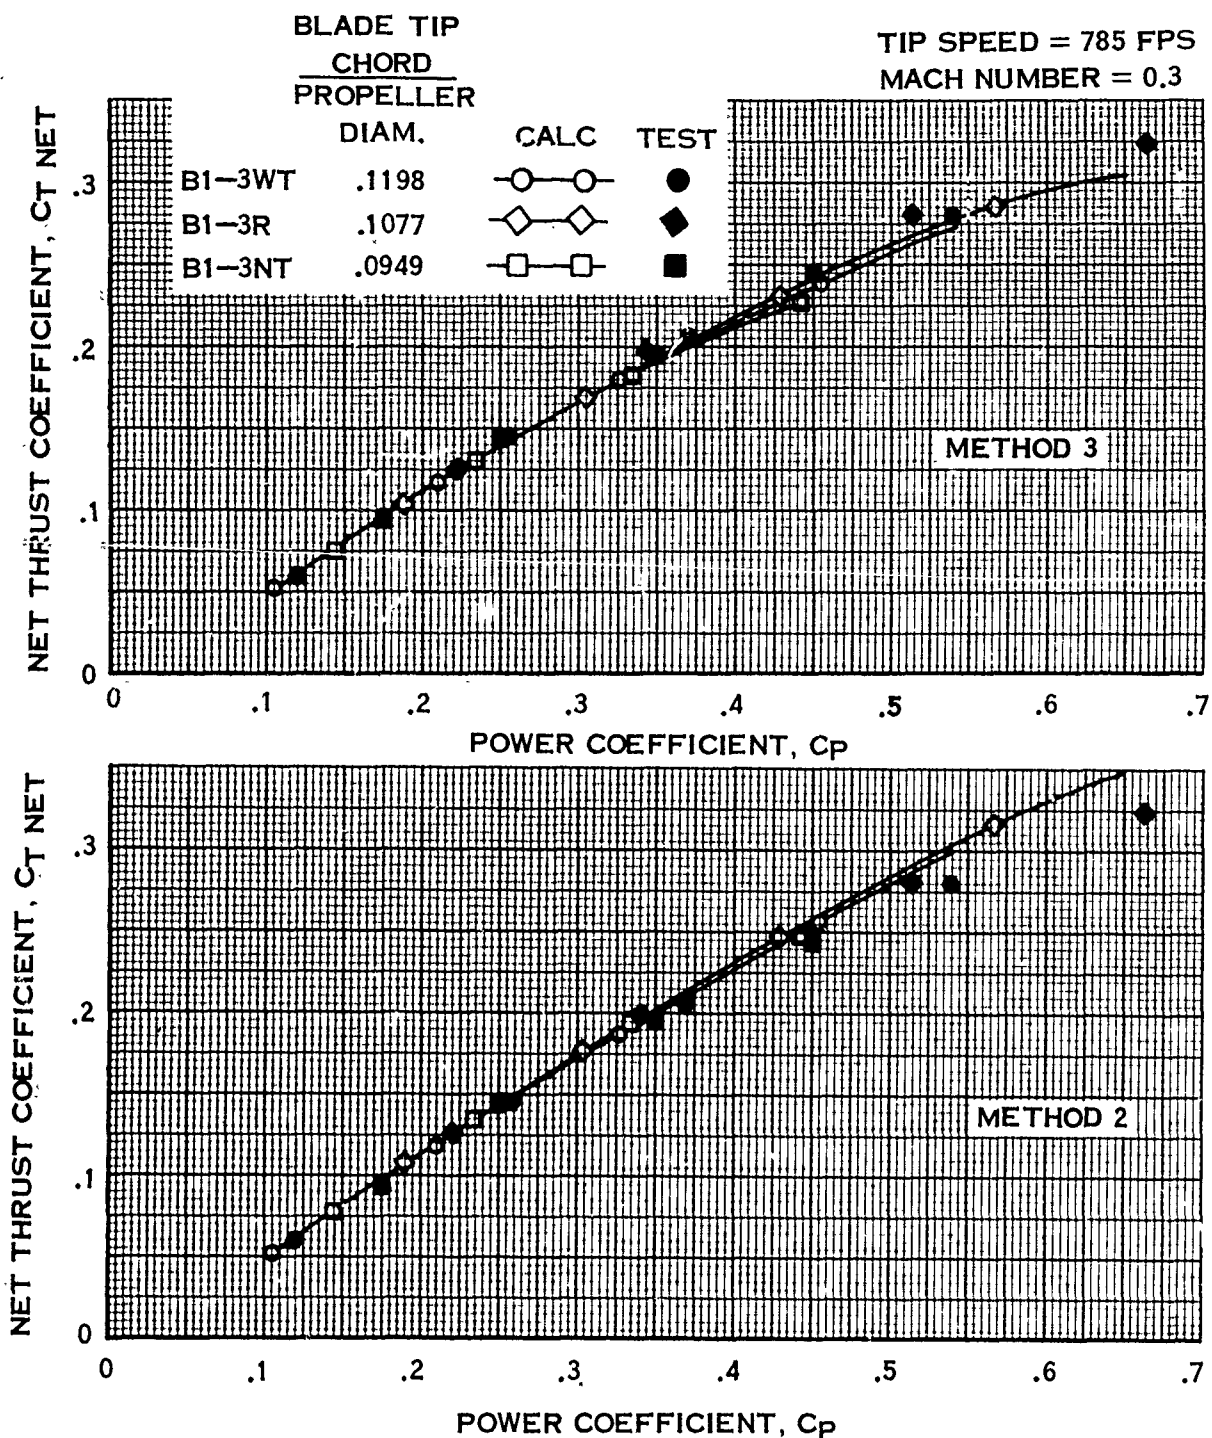 BLADE TIP
CHORD
PROPELLER
DIAM.
CALC
TEST
TIP SPEED = 785 FPS
MACH NUMBER = 0.3
B1-3WT .1198
B1-3R .1077
B1-3NT .0949
NET THRUST COEFFICIENT, CT NET
.3
.2
.1
0
METHOD 3
0 .1 .2 .3 .4 .5 .6 .7
POWER COEFFICIENT, CP
NET THRUST COEFFICIENT, CT NET
.3
.2
.1
0
METHOD 2
0 .1 .2 .3 .4 .5 .6 .7
POWER COEFFICIENT, CP